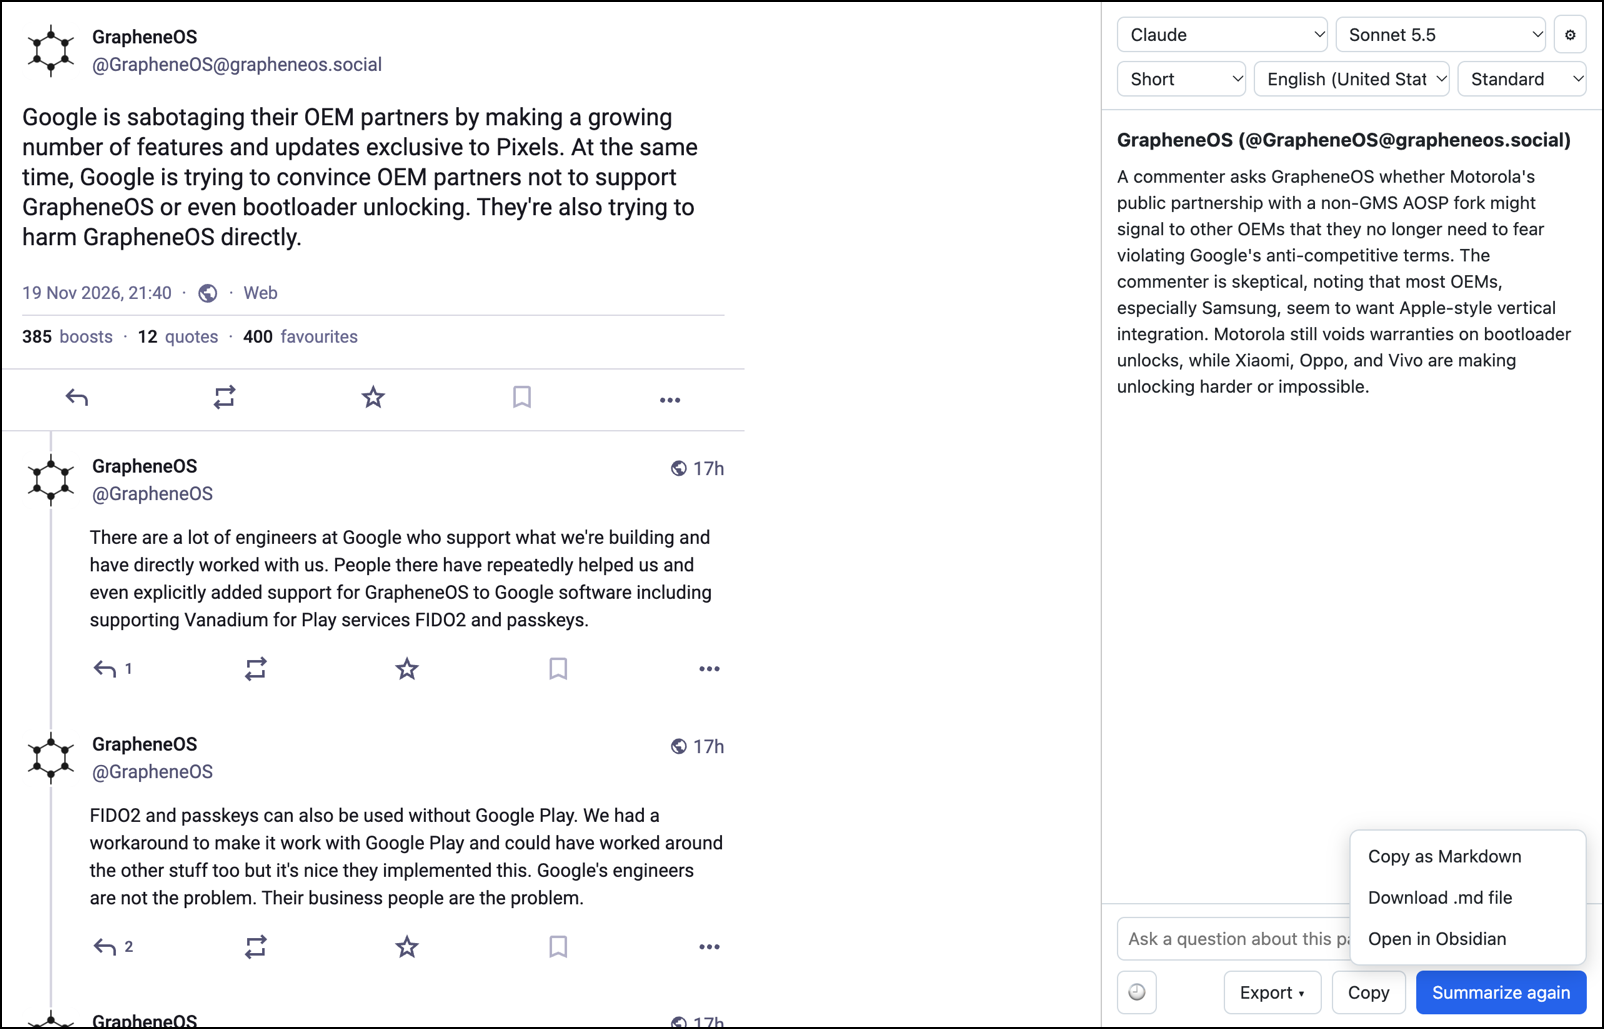 GrapheneOS
@GrapheneOS@grapheneos.social
Google is sabotaging their OEM partners by making a growing
number of features and updates exclusive to Pixels. At the same
time, Google is trying to convince OEM partners not to support
GrapheneOS or even bootloader unlocking. They're also trying to
harm GrapheneOS directly.
19 Nov 2026, 21:40 · Web
385 boosts · 12 quotes · 400 favourites
GrapheneOS
17h
@GrapheneOS
There are a lot of engineers at Google who support what we're building and
have directly worked with us. People there have repeatedly helped us and
even explicitly added support for GrapheneOS to Google software including
supporting Vanadium for Play services FIDO2 and passkeys.
1
GrapheneOS
17h
@GrapheneOS
FIDO2 and passkeys can also be used without Google Play. We had a
workaround to make it work with Google Play and could have worked around
the other stuff too but it's nice they implemented this. Google's engineers
are not the problem. Their business people are the problem.
2
GrapheneOS
17h
Claude
Sonnet 5.5
Short
English (United Stat
Standard
GrapheneOS (@GrapheneOS@grapheneos.social)
A commenter asks GrapheneOS whether Motorola's
public partnership with a non-GMS AOSP fork might
signal to other OEMs that they no longer need to fear
violating Google's anti-competitive terms. The
commenter is skeptical, noting that most OEMs,
especially Samsung, seem to want Apple-style vertical
integration. Motorola still voids warranties on bootloader
unlocks, while Xiaomi, Oppo, and Vivo are making
unlocking harder or impossible.
Copy as Markdown
Download .md file
Open in Obsidian
Ask a question about this pa
Export
Copy
Summarize again